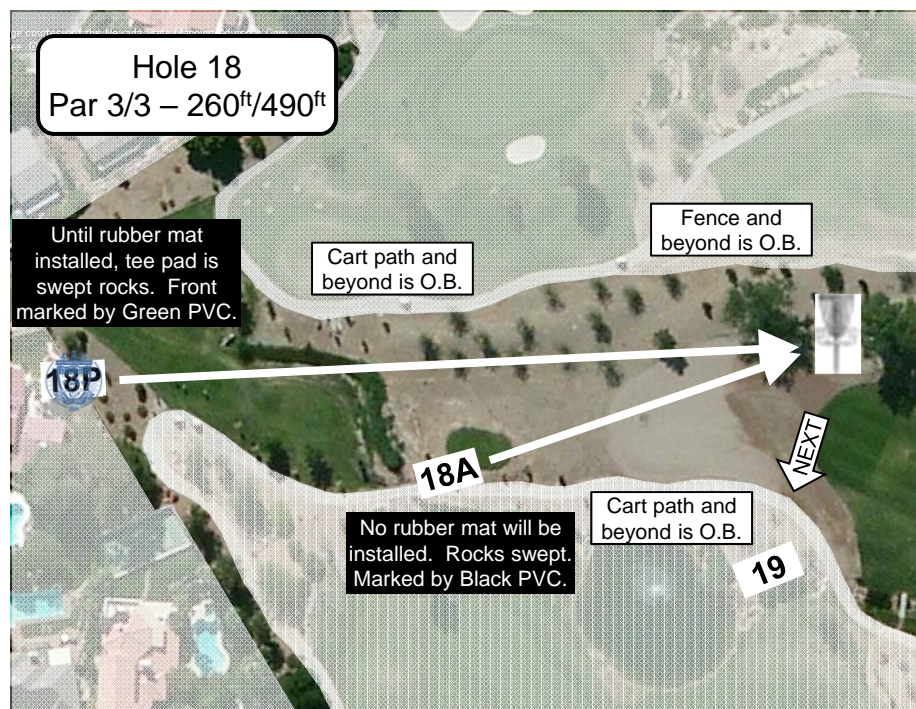 Hole 18
Par 3/3 – 260ft/490ft
Until rubber mat
installed, tee pad is
swept rocks. Front
marked by Green PVC.
Cart path and
beyond is O.B.
Fence and
beyond is O.B.
18P
18A
NEXT
No rubber mat will be
installed. Rocks swept.
Marked by Black PVC.
Cart path and
beyond is O.B.
19